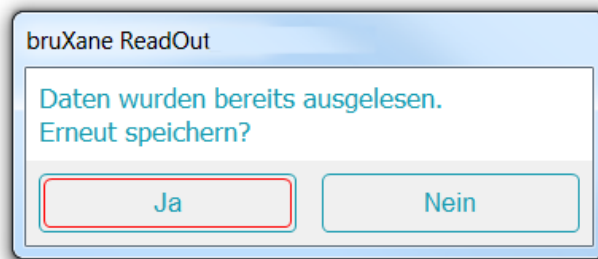 bruXane ReadOut
Daten wurden bereits ausgelesen.
Erneut speichern?
Ja
Nein